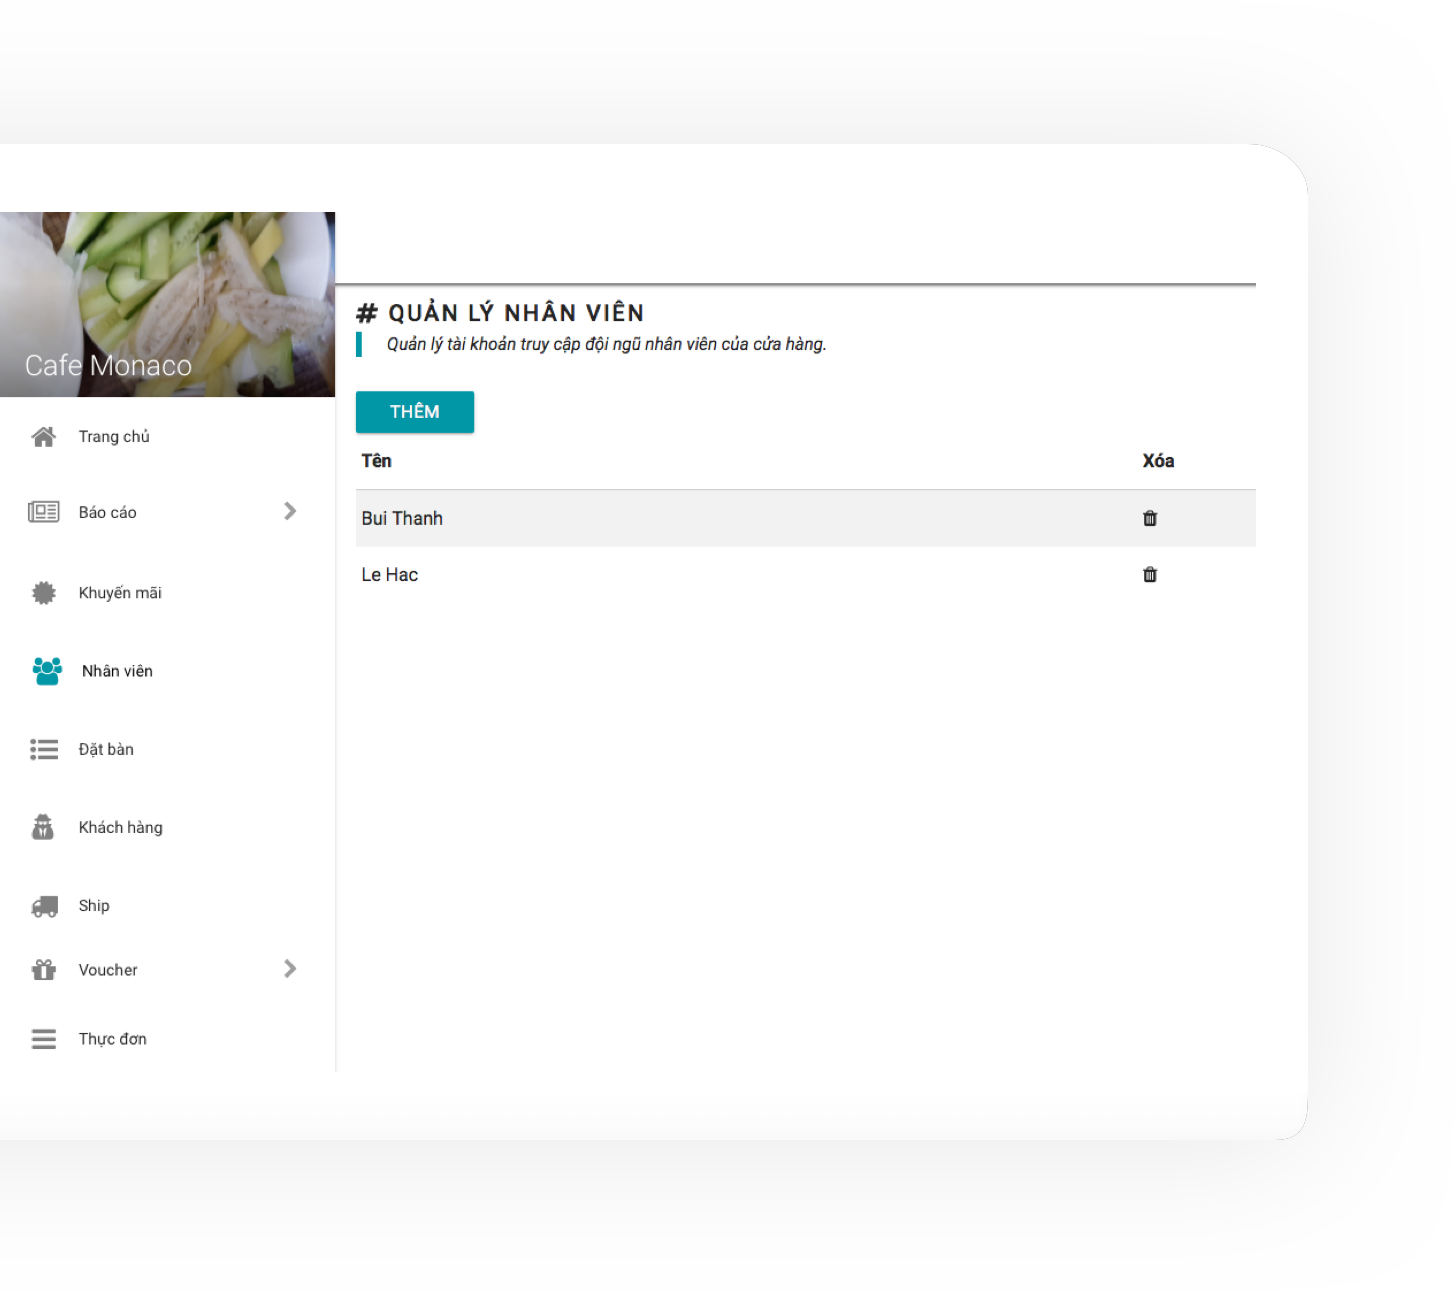 Cafe Monaco
Trang chủ
Báo cáo
Khuyến mãi
Nhân viên
Đặt bàn
Khách hàng
Ship
Voucher
Thực đơn
# QUẢN LÝ NHÂN VIÊN
Quản lý tài khoản truy cập đội ngũ nhân viên của cửa hàng.
THÊM
Tên Xóa
Bui Thanh
Le Hac